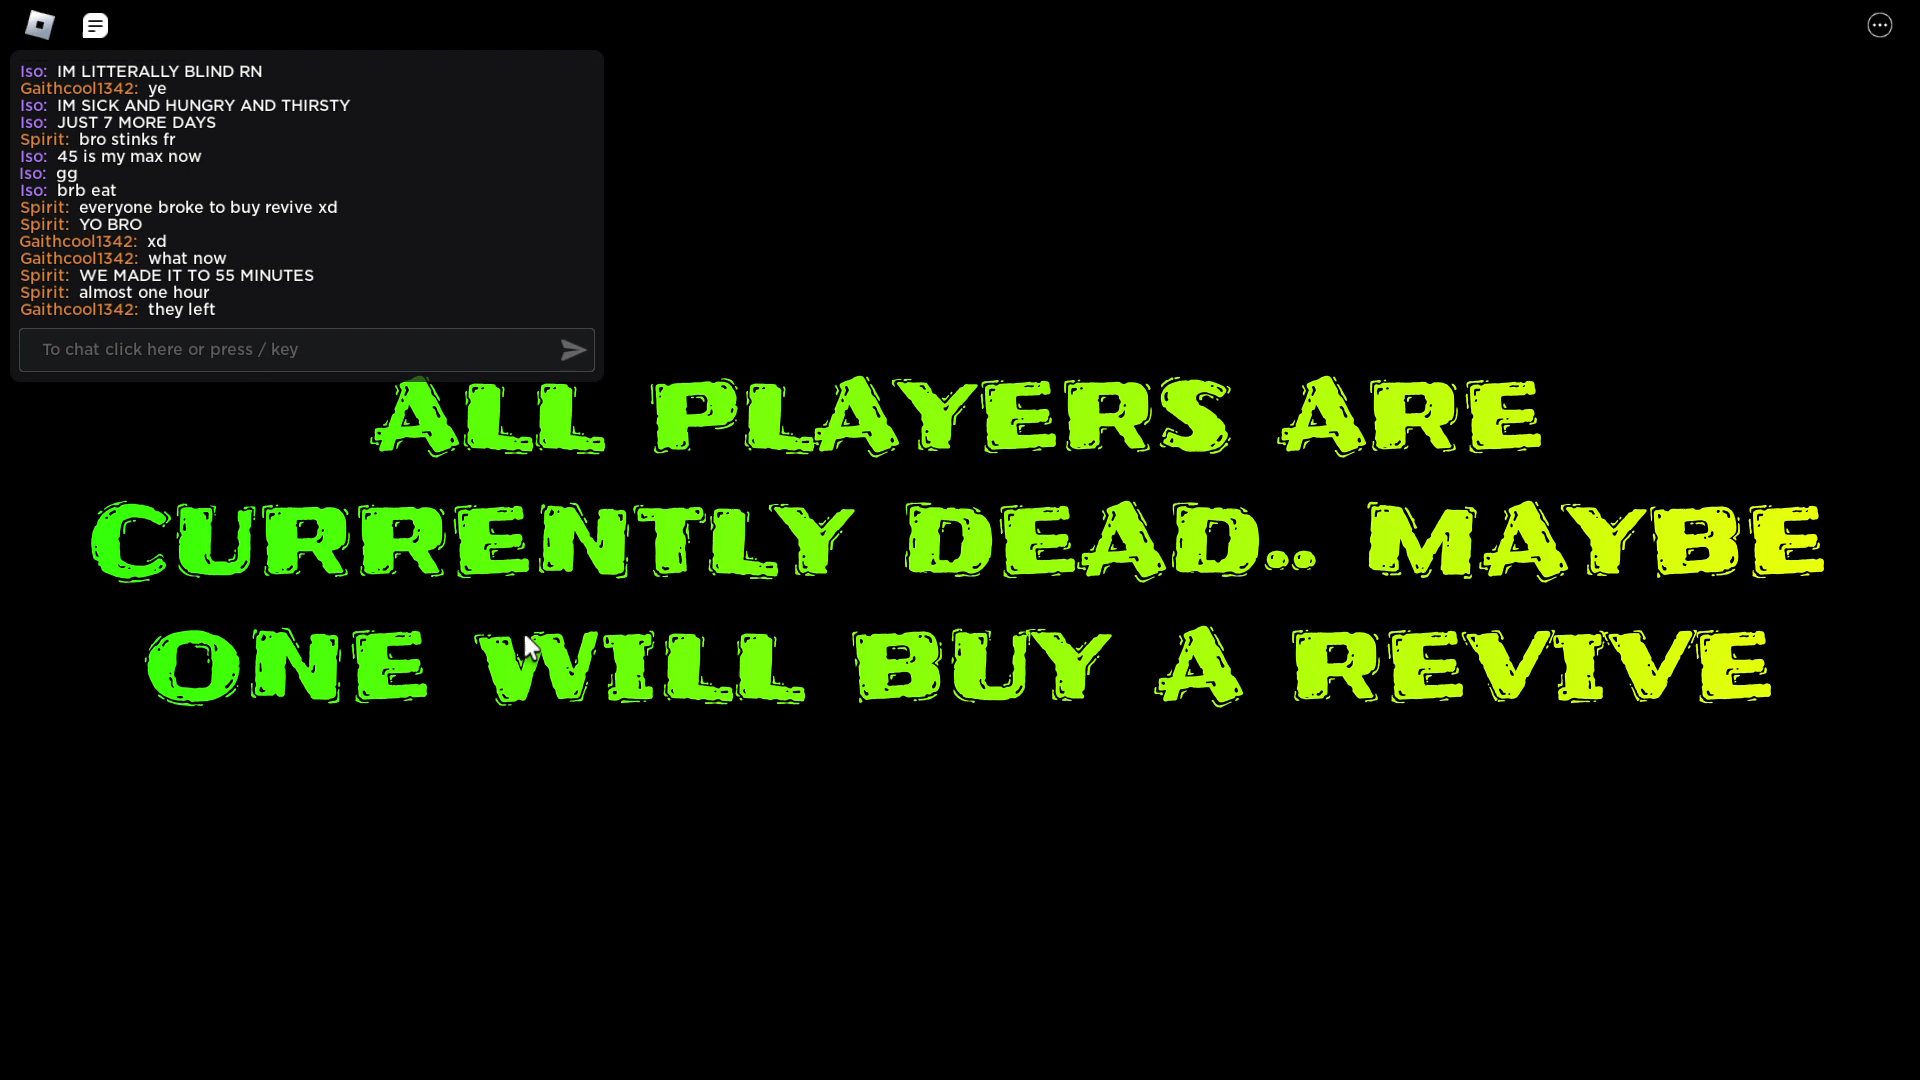 Iso: IM LITTERALLY BLIND RN
Gaithcool1342: ye
Iso: IM SICK AND HUNGRY AND THIRSTY
Iso: JUST 7 MORE DAYS
Spirit: bro stinks fr
Iso: 45 is my max now
Iso: gg
Iso: brb eat
Spirit: everyone broke to buy revive xd
Spirit: YO BRO
Gaithcool1342: xd
Gaithcool1342: what now
Spirit: WE MADE IT TO 55 MINUTES
Spirit: almost one hour
Gaithcool1342: they left
To chat click here or press / key
ALL PLAYERS ARE
CURRENTLY DEAD.. MAYBE
ONE WILL BUY A REVIVE